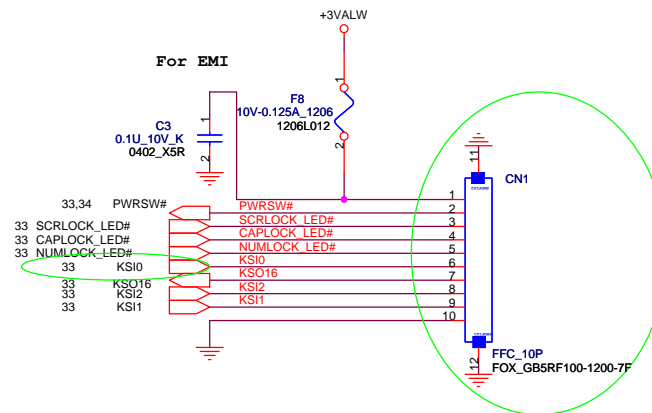 +3VALW
For EMI
1
F8
10V-0.125A_1206
1206L012
2
1
C3
0.1U_10V_K
0402_X5R
2
11
CN1
33,34 PWRSW# PWRSW# 1
2
33 SCRLOCK_LED# SCRLOCK_LED# 3
33 CAPLOCK_LED# CAPLOCK_LED# 4
33 NUMLOCK_LED# NUMLOCK_LED# 5
33 KSI0 KSI0 6
33 KSO16 KSO16 7
33 KSI2 KSI2 8
33 KSI1 KSI1 9
10
12
FFC_10P
FOX_GB5RF100-1200-7F